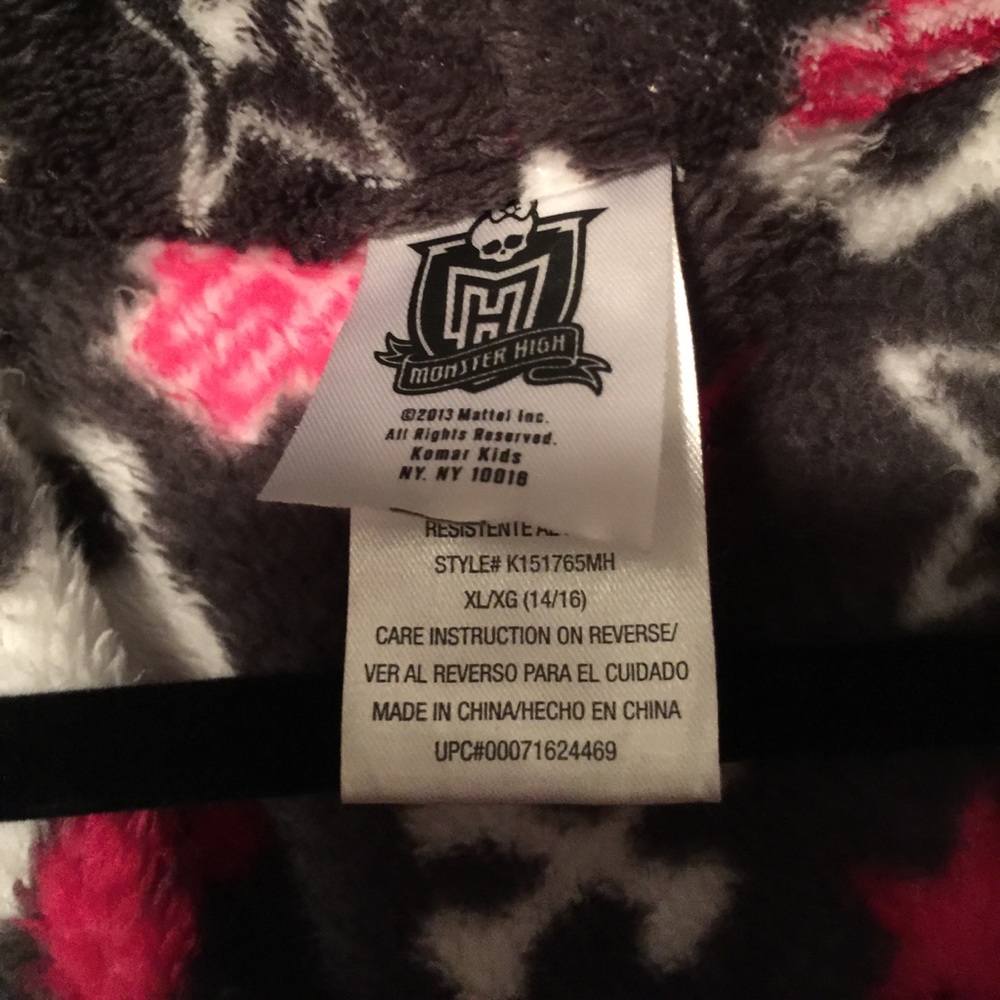 MH
MONSTER HIGH
©2013 Mattel Inc.
All Rights Reserved.
Komar Kids
NY, NY 10016
RESISTENTE
STYLE# K151765MH
XL/XG (14/16)
CARE INSTRUCTION ON REVERSE/
VER AL REVERSO PARA EL CUIDADO
MADE IN CHINA/HECHO EN CHINA
UPC#00071624469